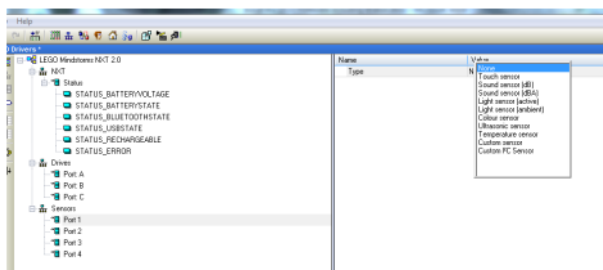 Help
Drivers *
LEGO Mindstorms NXT 2.0
NXT
Status
STATUS_BATTERYVOLTAGE
STATUS_BATTERYSTATE
STATUS_BLUETOOTHSTATE
STATUS_USBSTATE
STATUS_RECHARGEABLE
STATUS_ERROR
Drives
Port A
Port B
Port C
Sensors
Port 1
Port 2
Port 3
Port 4
Name Value
Type N
None
Touch sensor
Sound sensor (dB)
Sound sensor (dBA)
Light sensor (active)
Light sensor (ambient)
Colour sensor
Ultrasonic sensor
Temperature sensor
Custom sensor
Custom I²C Sensor